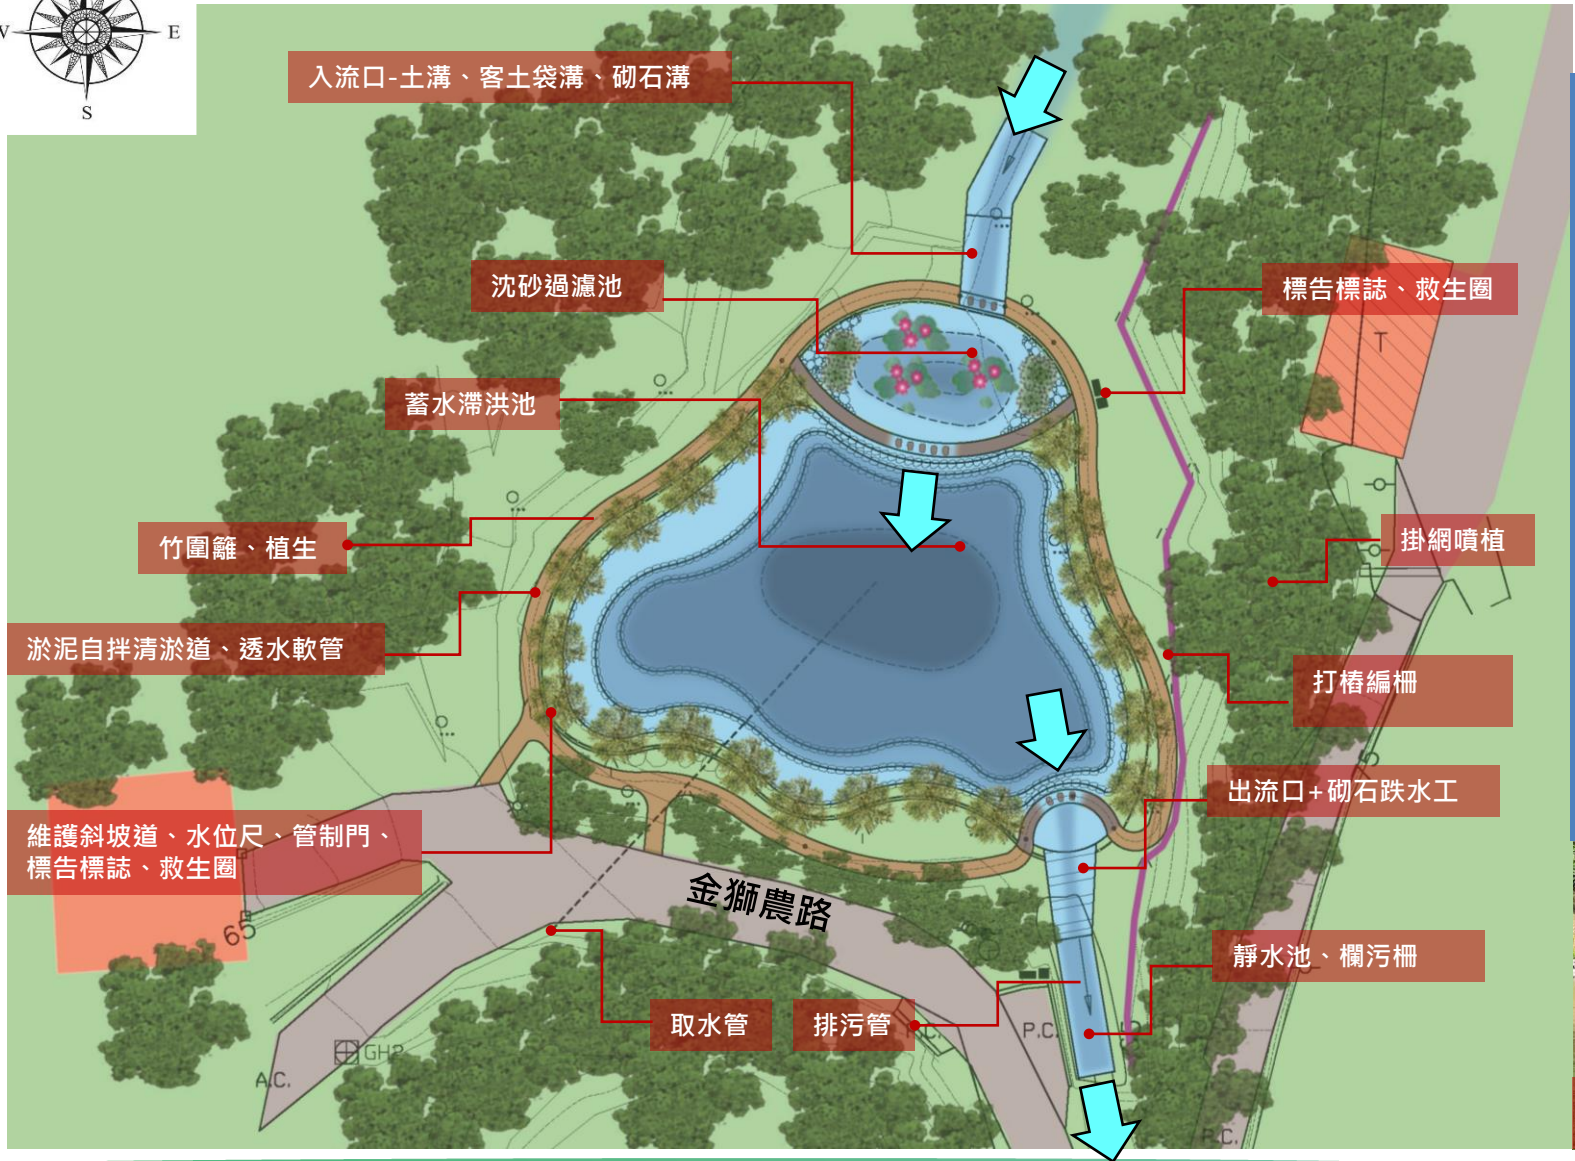 W
E
S
入流口-土溝、客土袋溝、砌石溝
沈砂過濾池
標告標誌、救生圈
T
蓄水滯洪池
竹圍籬、植生
掛網噴植
淤泥自拌清淤道、透水軟管
打樁編柵
出流口+砌石跌水工
維護斜坡道、水位尺、管制門、
標告標誌、救生圈
金獅農路
65
靜水池、欄污柵
取水管
排污管
P.C.
A.C.
P.C.